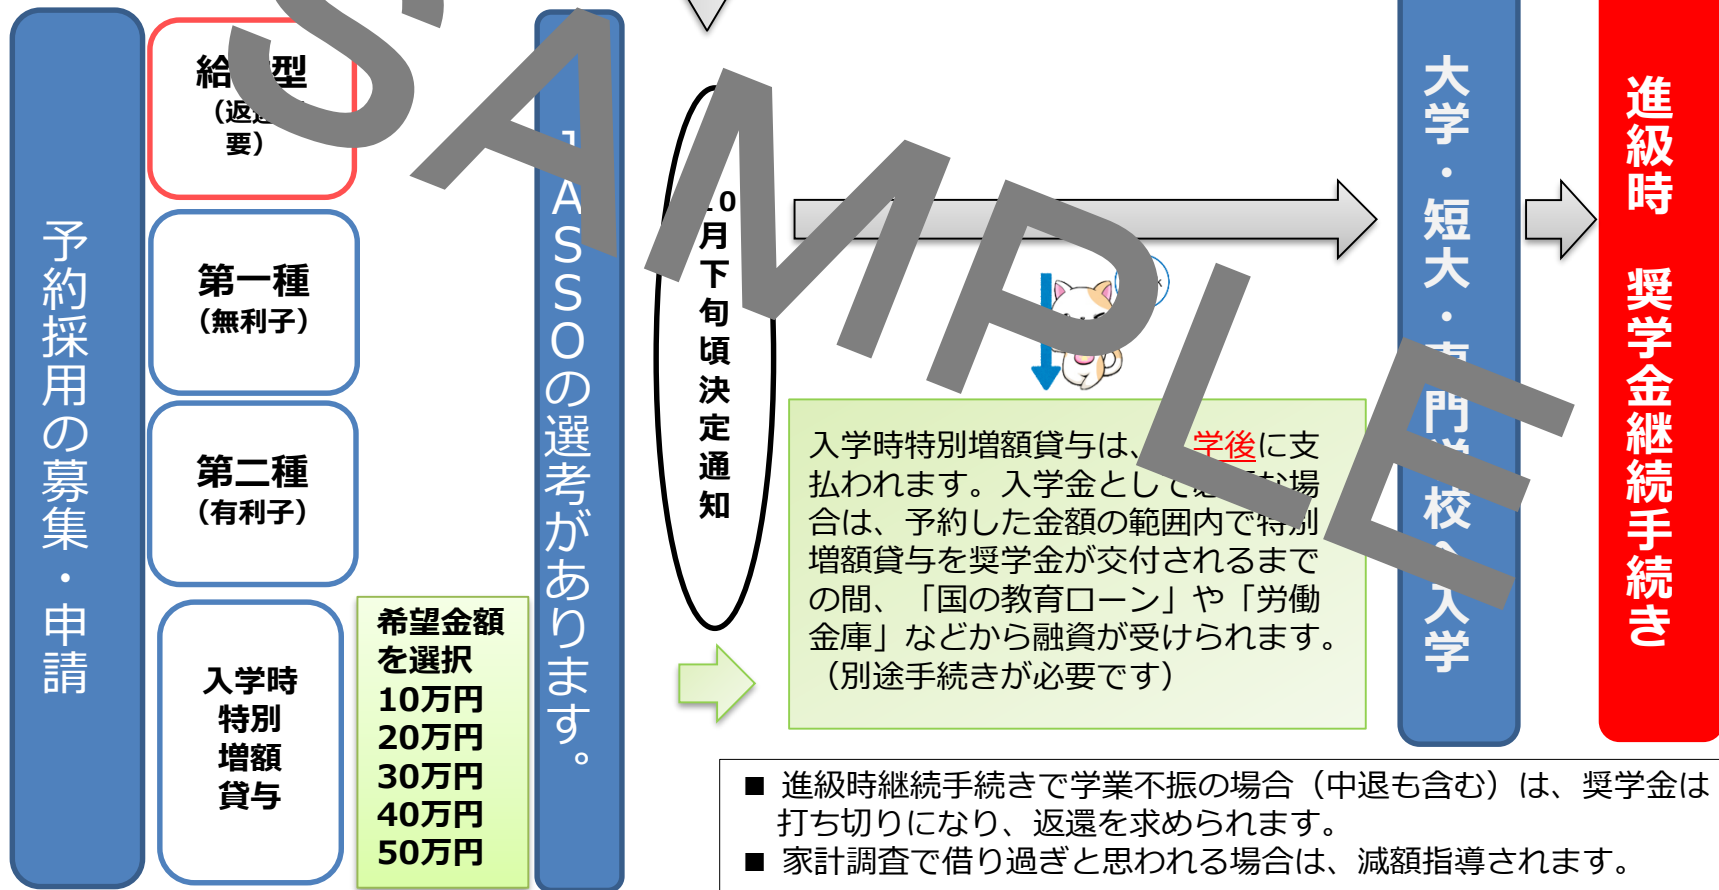 予約採用の募集・申請
給 型
（返
要）
第一種
（無利子）
第二種
（有利子）
入学時
特別
増額
貸与
希望金額
を選択
10万円
20万円
30万円
40万円
50万円
ASSOの選考があります。
0月下旬頃決定通知
入学時特別増額貸与は、 学後に支
払われます。入学金として な場
合は、予約した金額の範囲内で特別
増額貸与を奨学金が交付されるまで
の間、「国の教育ローン」や「労働
金庫」などから融資が受けられます。
（別途手続きが必要です）
大学・短大・専門学校へ入学
進級時 奨学金継続手続き
■ 進級時継続手続きで学業不振の場合（中退も含む）は、奨学金は
打ち切りになり、返還を求められます。
■ 家計調査で借り過ぎと思われる場合は、減額指導されます。
SAMPLE